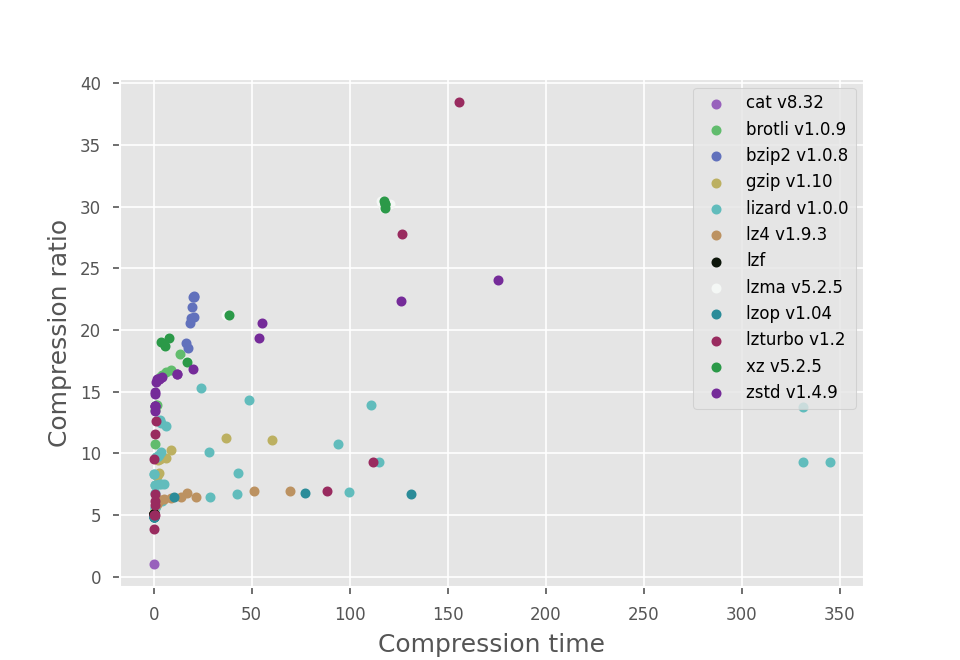 40
35
30
25
20
15
10
5
0
Compression ratio
cat v8.32
brotli v1.0.9
bzip2 v1.0.8
gzip v1.10
lizard v1.0.0
lz4 v1.9.3
lzf
lzma v5.2.5
lzop v1.04
lzturbo v1.2
xz v5.2.5
zstd v1.4.9
0 50 100 150 200 250 300 350
Compression time